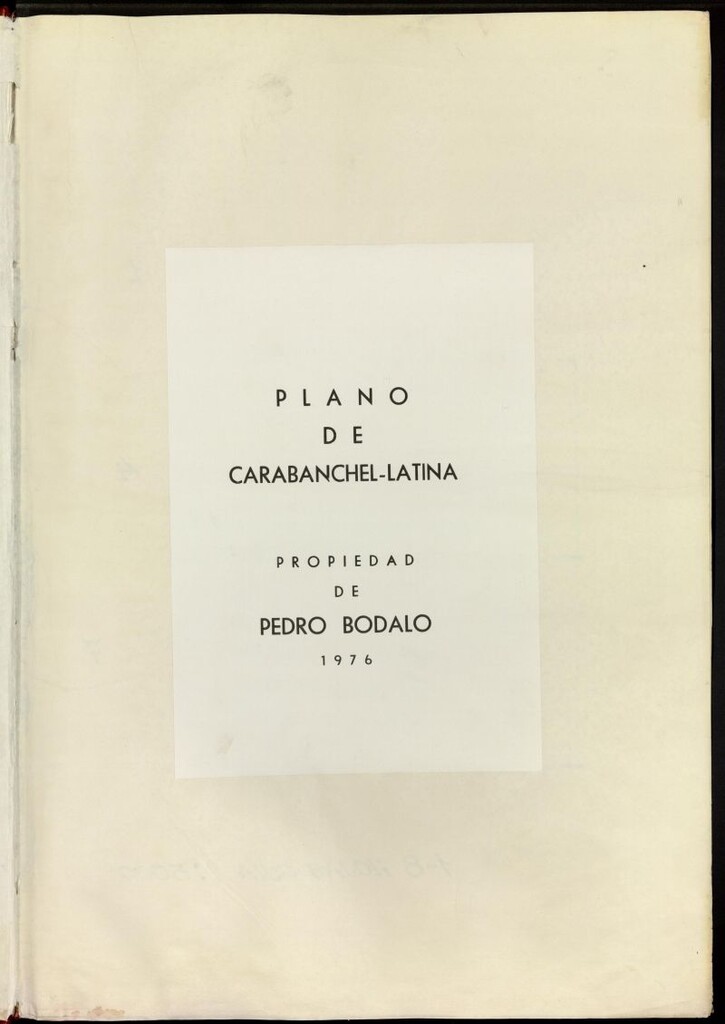 PLANO
DE
CARABANCHEL-LATINA
PROPIEDAD
DE
PEDRO BODALO
1976